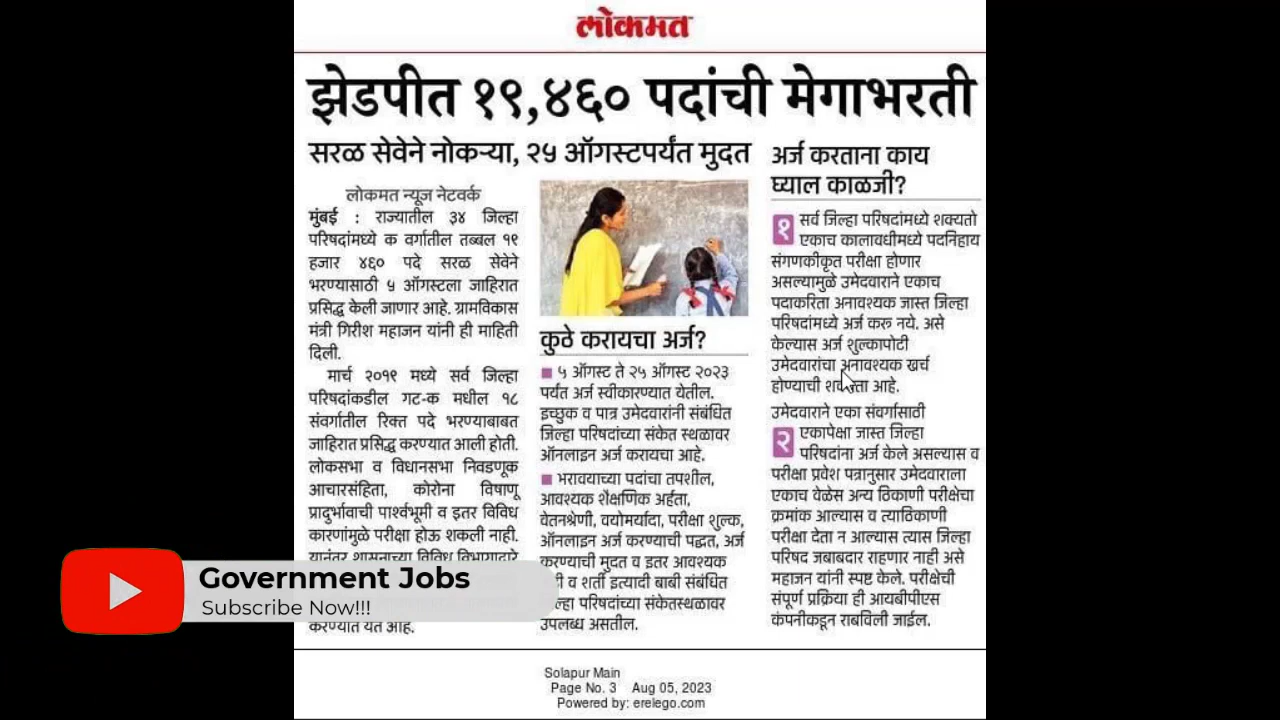 लोकमत
झेडपीत १९,४६० पदांची मेगाभरती
सरळ सेवेने नोकऱ्या, २५ ऑगस्टपर्यंत मुदत
लोकमत न्यूज नेटवर्क
मुंबई : राज्यातील ३४ जिल्हा
परिषदांमध्ये क वर्गातील तब्बल १९
हजार ४६० पदे सरळ सेवेने
भरण्यासाठी ५ ऑगस्टला जाहिरात
प्रसिद्ध केली जाणार आहे. ग्रामविकास
मंत्री गिरीश महाजन यांनी ही माहिती
दिली.
मार्च २०१९ मध्ये सर्व जिल्हा
परिषदांकडील गट-क मधील १८
संवर्गातील रिक्त पदे भरण्याबाबत
जाहिरात प्रसिद्ध करण्यात आली होती.
लोकसभा व विधानसभा निवडणूक
आचारसंहिता, कोरोना विषाणू
प्रादुर्भावाची पार्श्वभूमी व इतर विविध
कारणांमुळे परीक्षा होऊ शकली नाही.
यानंतर शासनाच्या विविध विभागाद्वारे
करण्यात येत आहे.
कुठे करायचा अर्ज?
■ ५ ऑगस्ट ते २५ ऑगस्ट २०२३
पर्यंत अर्ज स्वीकारण्यात येतील.
इच्छुक व पात्र उमेदवारांनी संबंधित
जिल्हा परिषदांच्या संकेत स्थळावर
ऑनलाइन अर्ज करायचा आहे.
■ भरावयाच्या पदांचा तपशील,
आवश्यक शैक्षणिक अर्हता,
वेतनश्रेणी, वयोमर्यादा, परीक्षा शुल्क,
ऑनलाइन अर्ज करण्याची पद्धत, अर्ज
करण्याची मुदत व इतर आवश्यक
व शर्ती इत्यादी बाबी संबंधित
परिषदांच्या संकेतस्थळावर
उपलब्ध असतील.
अर्ज करताना काय
घ्याल काळजी?
१ सर्व जिल्हा परिषदांमध्ये शक्यतो
एकाच कालावधीमध्ये पदनिहाय
संगणकीकृत परीक्षा होणार
असल्यामुळे उमेदवाराने एकाच
पदाकरिता अनावश्यक जास्त जिल्हा
परिषदांमध्ये अर्ज करू नये. असे
केल्यास अर्ज शुल्कापोटी
उमेदवारांचा अनावश्यक खर्च
होण्याची शक्यता आहे.
उमेदवाराने एका संवर्गासाठी
२ एकापेक्षा जास्त जिल्हा
परिषदांना अर्ज केले असल्यास व
परीक्षा प्रवेश पत्रानुसार उमेदवाराला
एकाच वेळेस अन्य ठिकाणी परीक्षेचा
क्रमांक आल्यास व त्याठिकाणी
परीक्षा देता न आल्यास त्यास जिल्हा
परिषद जबाबदार राहणार नाही असे
महाजन यांनी स्पष्ट केले. परीक्षेची
संपूर्ण प्रक्रिया ही आयबीपीएस
कंपनीकडून राबविली जाईल.
Government Jobs
Subscribe Now!!!
Solapur Main
Page No. 3 Aug 05, 2023
Powered by: erelego.com